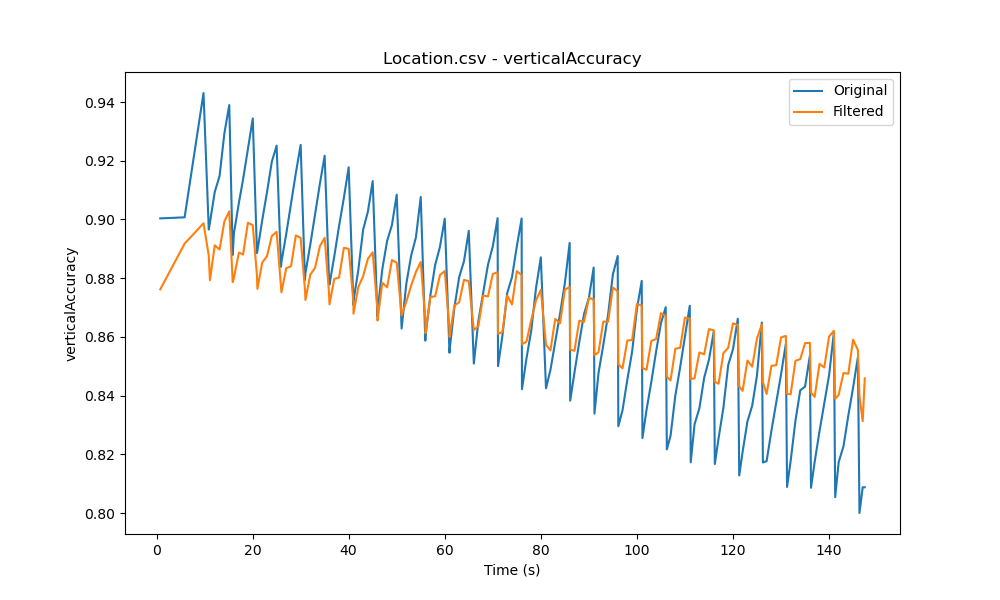 Location.csv - verticalAccuracy
Original
Filtered
verticalAccuracy
0.94
0.92
0.90
0.88
0.86
0.84
0.82
0.80
0 20 40 60 80 100 120 140
Time (s)